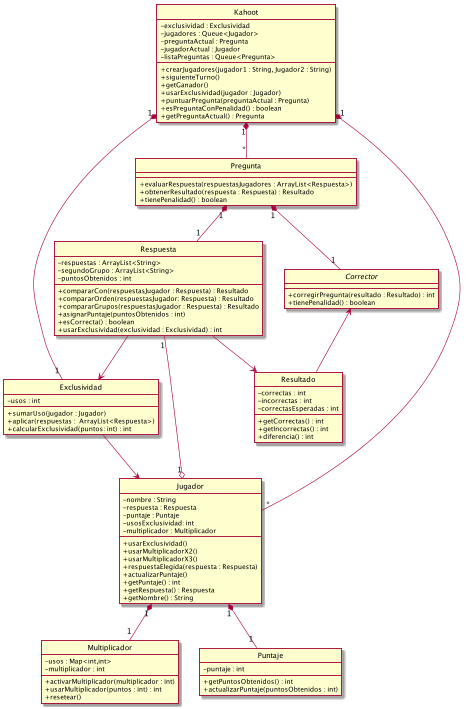 Kahoot
–exclusividad : Exclusividad
–jugadores : Queue<Jugador>
–preguntaActual : Pregunta
–jugadorActual : Jugador
–listaPreguntas : Queue<Pregunta>
+crearJugadores(jugador1 : String, Jugador2 : String)
+siguienteTurno()
+getGanador()
+usarExclusividad(jugador : Jugador)
+puntuarPregunta(preguntaActual : Pregunta)
+esPreguntaConPenalidad() : boolean
+getPreguntaActual() : Pregunta
1
1
1
*
Pregunta
+evaluarRespuesta(respuestasJugadores : ArrayList<Respuesta>)
+obtenerResultado(respuesta : Respuesta) : Resultado
+tienePenalidad() : boolean
1
1
1
1
Respuesta
–respuestas : ArrayList<String>
–segundoGrupo : ArrayList<String>
–puntosObtenidos : int
+compararCon(respuestasJugador : Respuesta) : Resultado
+compararOrden(respuestasJugador: Respuesta) : Resultado
+compararGrupos(respuestasJugador : Respuesta) : Resultado
+asignarPuntaje(puntosObtenidos : int)
+esCorrecta() : boolean
+usarExclusividad(exclusividad : Exclusividad) : int
Corrector
+corregirPregunta(resultado : Resultado) : int
+tienePenalidad() : boolean
1
1
Exclusividad
–usos : int
+sumarUso(jugador : Jugador)
+aplicar(respuestas : ArrayList<Respuesta>)
+calcularExclusividad(puntos: int) : int
Resultado
–correctas : int
–incorrectas : int
–correctasEsperadas : int
+getCorrectas() : int
+getIncorrectas() : int
+diferencia() : int
1
*
Jugador
–nombre : String
–respuesta : Respuesta
–puntaje : Puntaje
–usosExclusividad: int
–multiplicador : Multiplicador
+usarExclusividad()
+usarMultiplicadorX2()
+usarMultiplicadorX3()
+respuestaElegida(respuesta : Respuesta)
+actualizarPuntaje()
+getPuntaje() : int
+getRespuesta() : Respuesta
+getNombre() : String
1
1
1
1
Multiplicador
–usos : Map<int,int>
–multiplicador : int
+activarMultiplicador(multiplicador : int)
+usarMultiplicador(puntos : int) : int
+resetear()
Puntaje
–puntaje : int
+getPuntosObtenidos() : int
+actualizarPuntaje(puntosObtenidos : int)